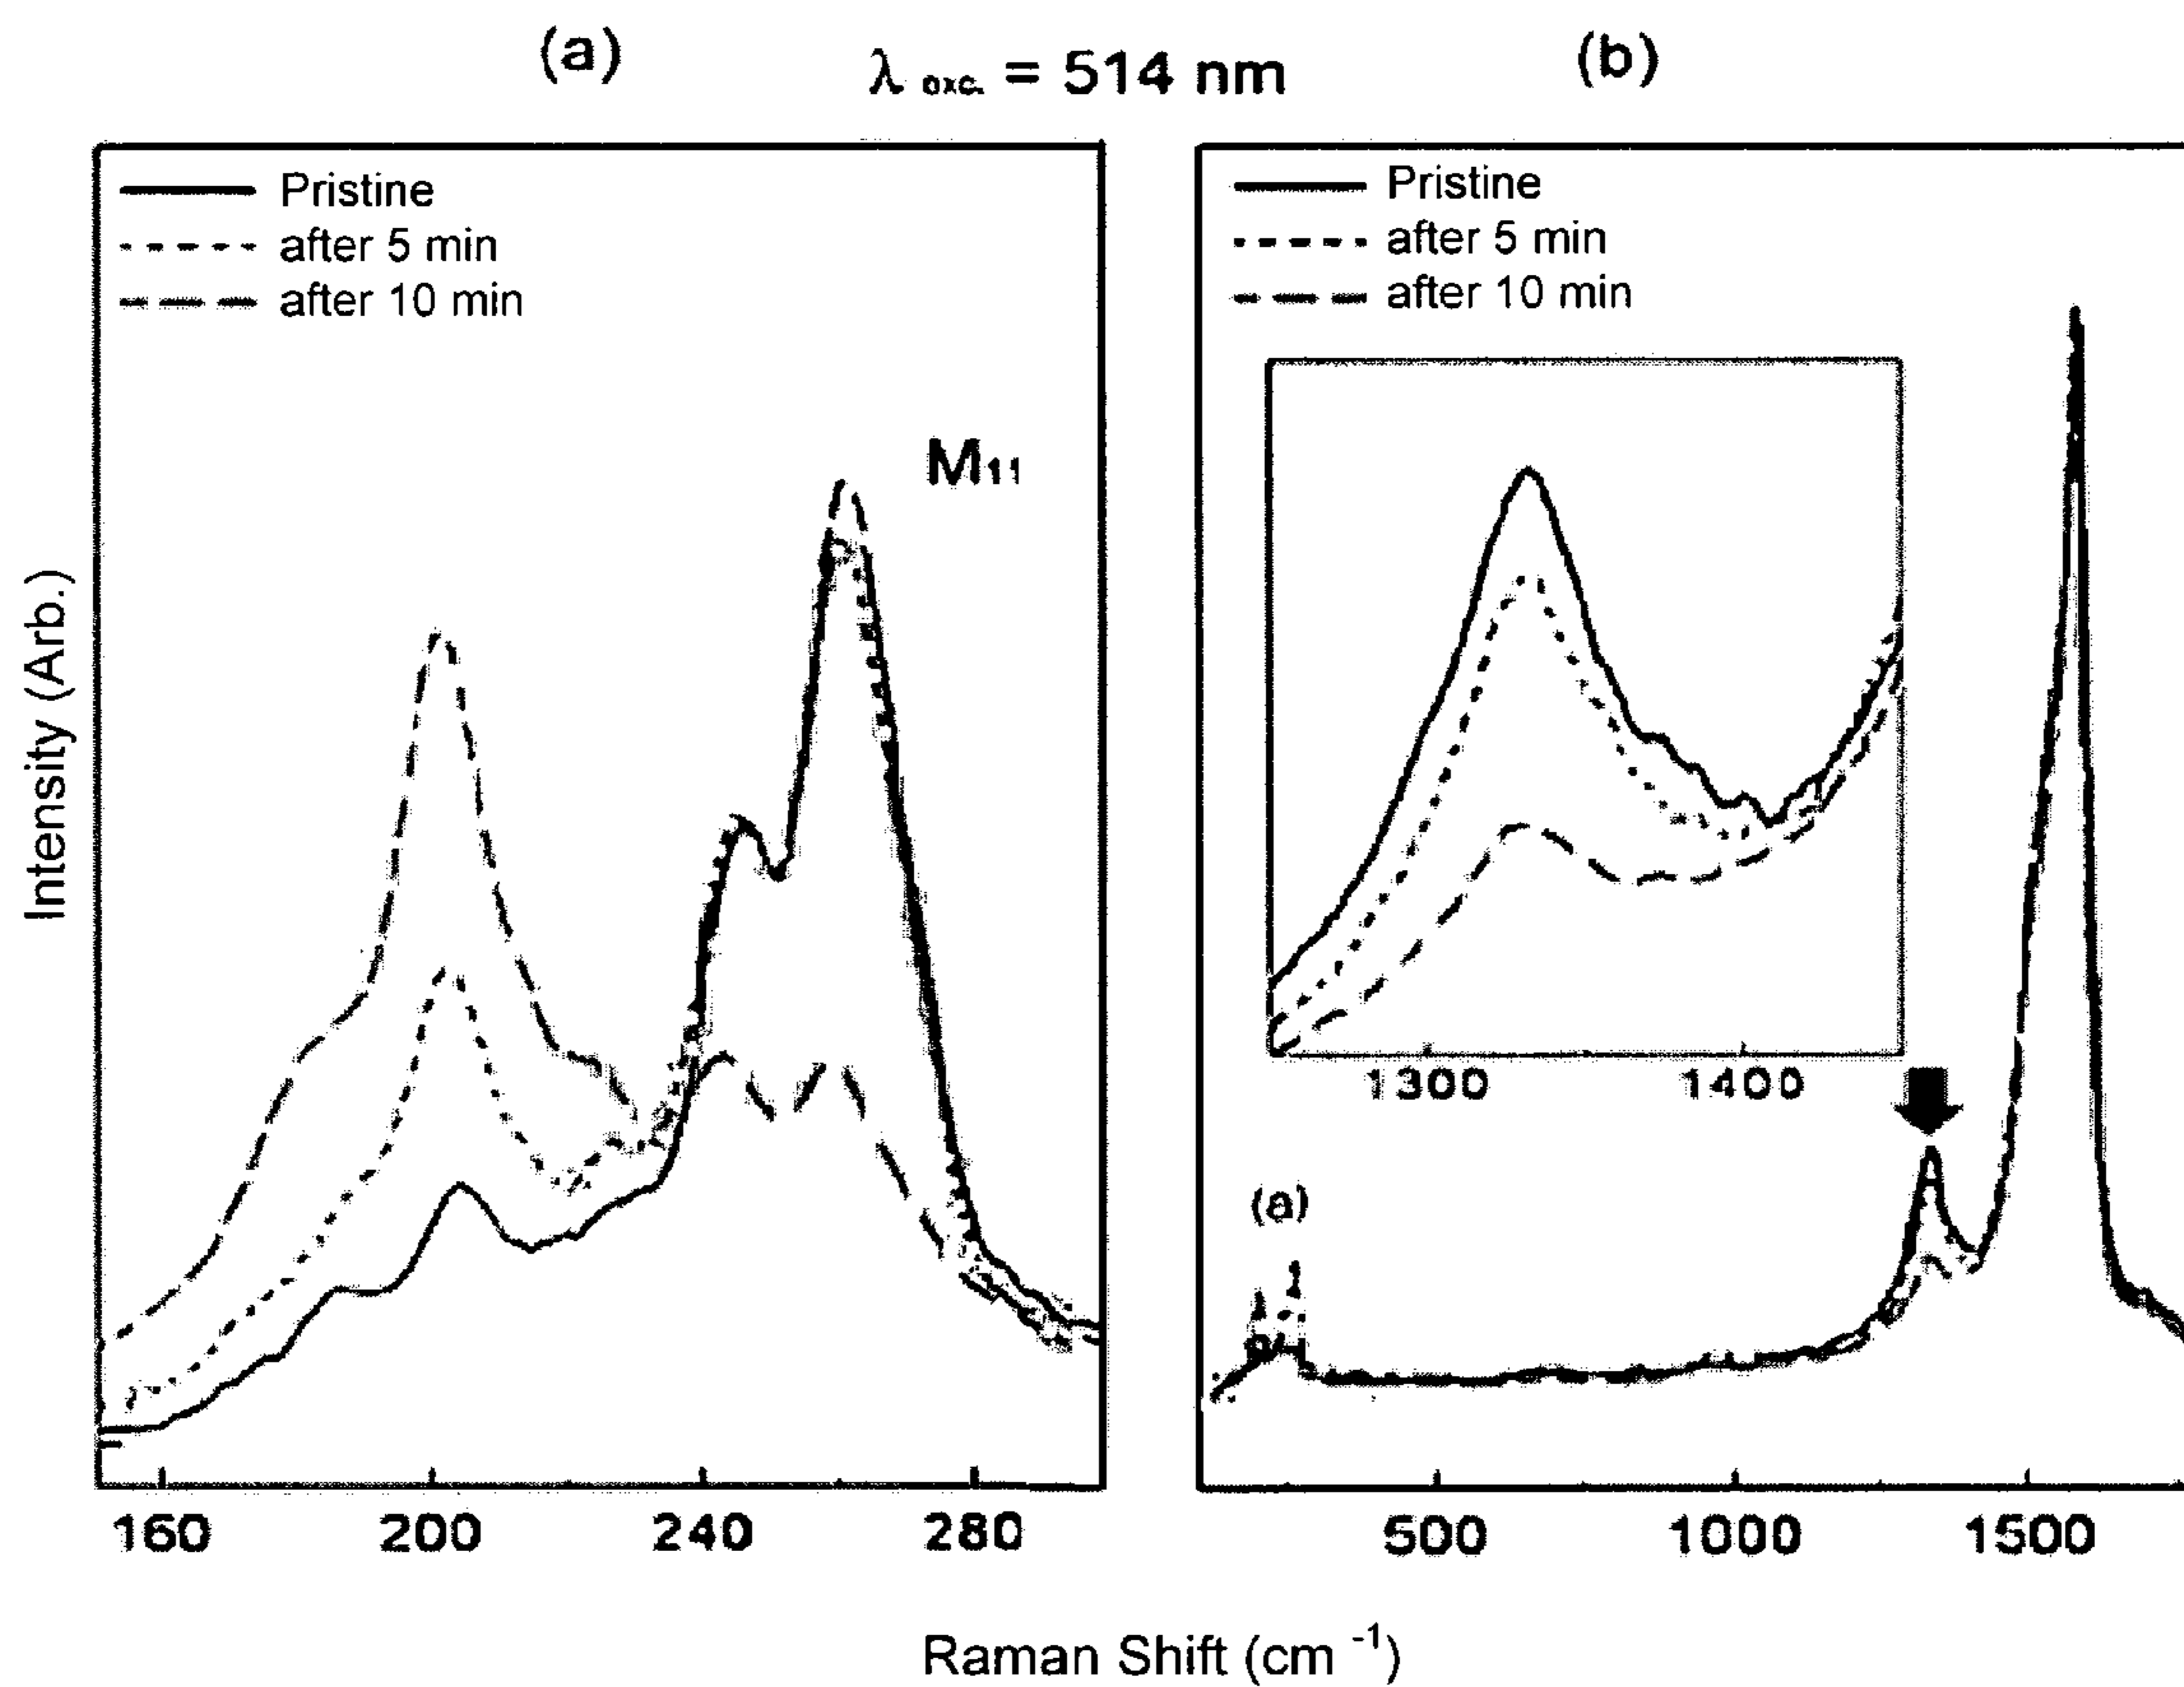 (a)
λ exc. = 514 nm
(b)
Pristine
after 5 min
after 10 min
M11
Intensity (Arb.)
160 200 240 280
Pristine
after 5 min
after 10 min
1300 1400
(a)
500 1000 1500
Raman Shift (cm⁻¹)